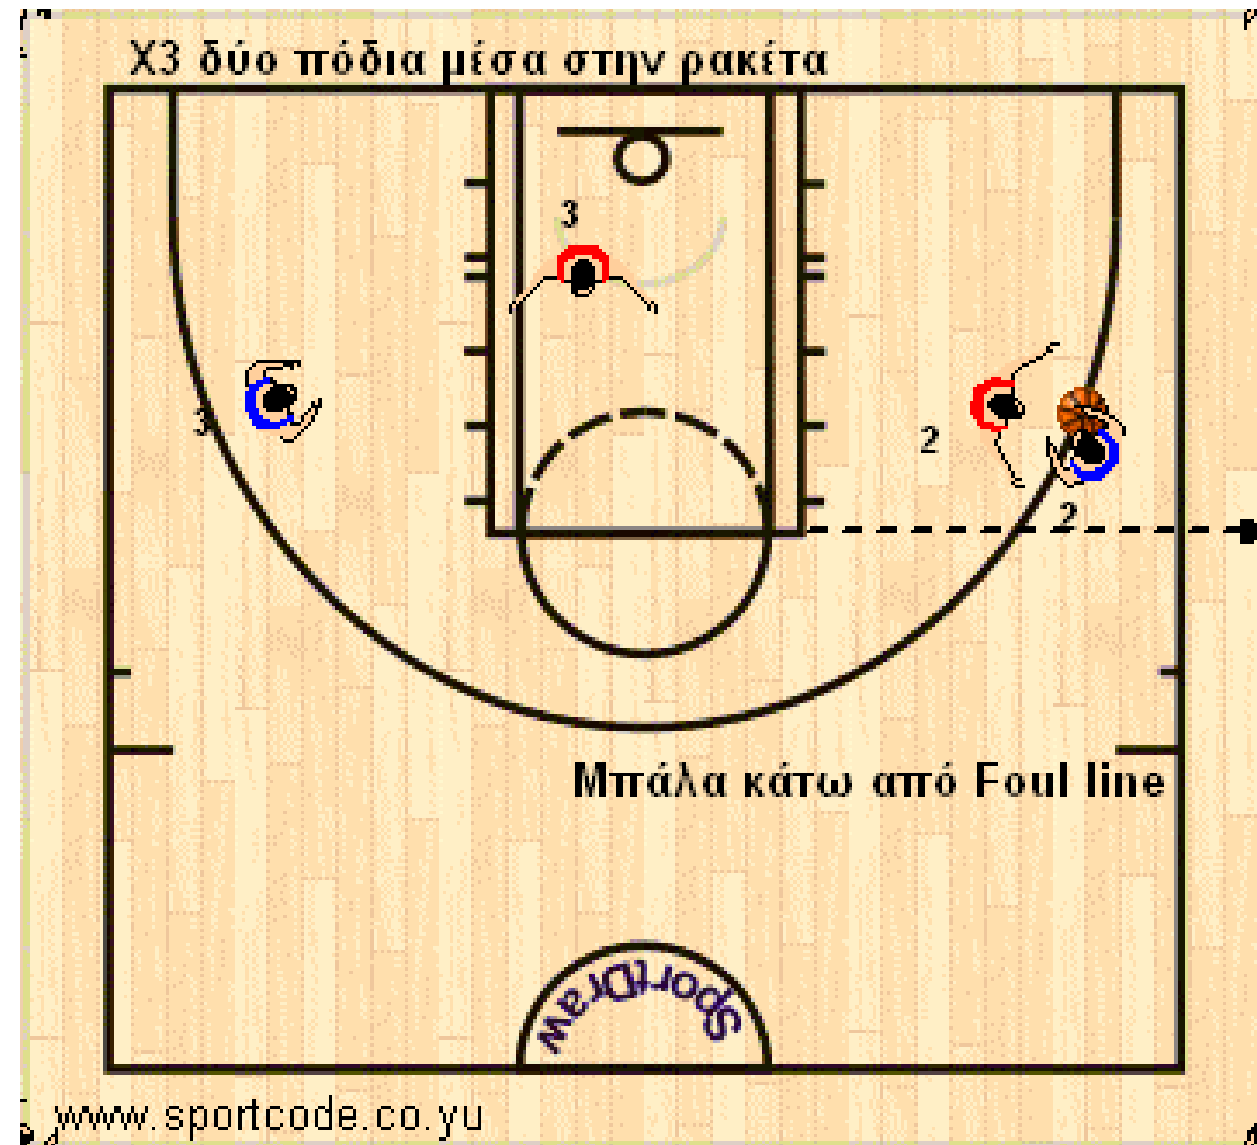 X3 δύο πόδια μέσα στην ρακέτα
3
3
2
2
Μπάλα κάτω από Foul line
SportDraw
www.sportcode.co.yu